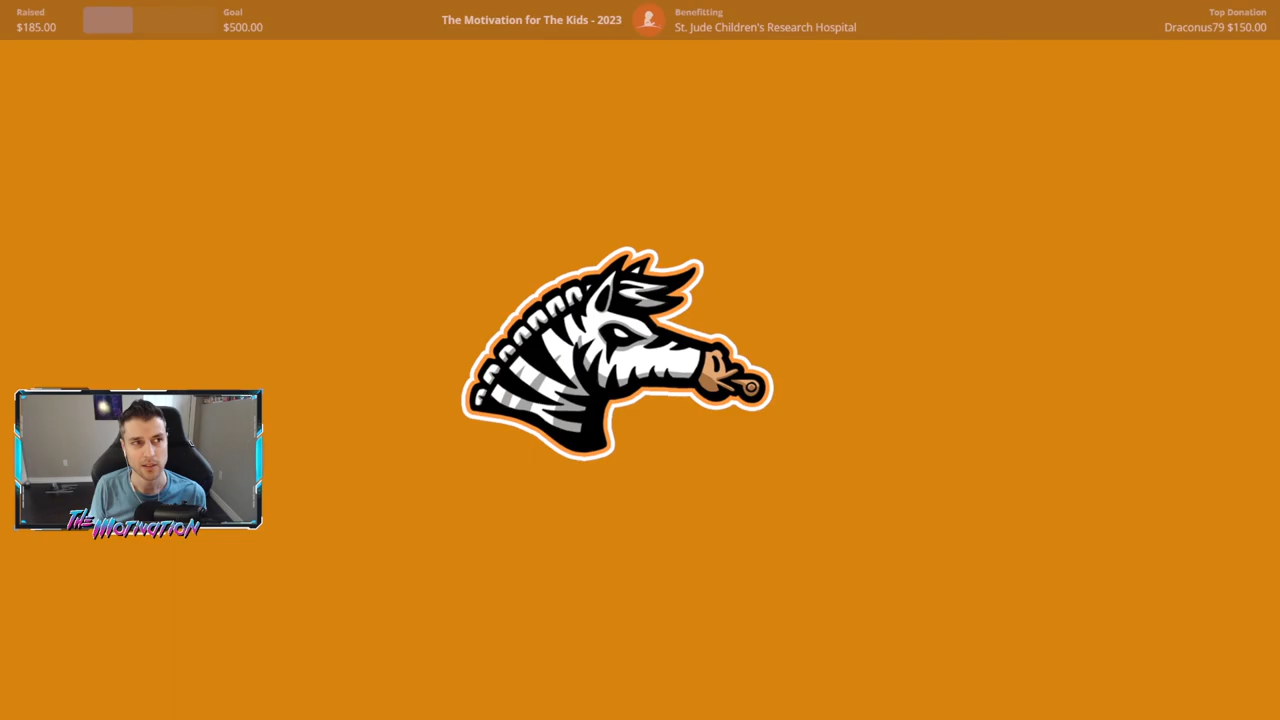 Raised
$185.00
Goal
$500.00
The Motivation for The Kids - 2023
Benefitting
St. Jude Children's Research Hospital
Top Donation
Draconus79 $150.00
THE
MOTIVATION